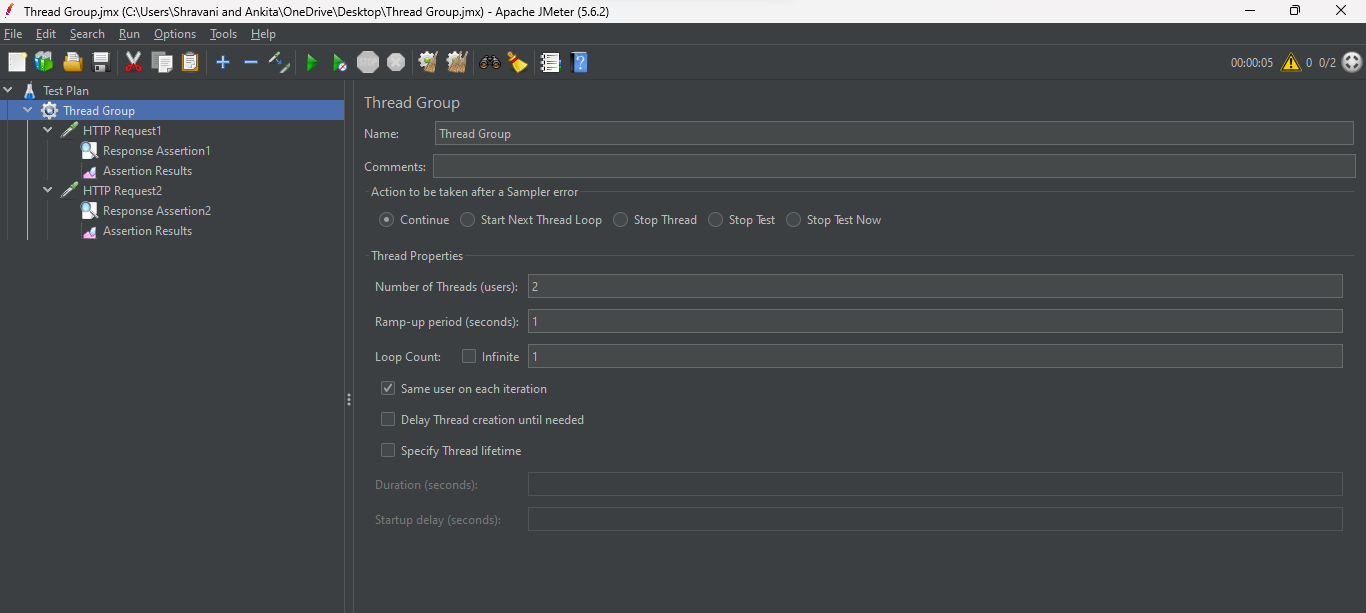 Thread Group.jmx (C:\Users\Shravani and Ankita\OneDrive\Desktop\Thread Group.jmx) - Apache JMeter (5.6.2)
File Edit Search Run Options Tools Help
STOP ? 00:00:05 0 0/2
Test Plan
Thread Group
HTTP Request1
Response Assertion1
Assertion Results
HTTP Request2
Response Assertion2
Assertion Results
Thread Group
Name: Thread Group
Comments:
Action to be taken after a Sampler error
Continue Start Next Thread Loop Stop Thread Stop Test Stop Test Now
Thread Properties
Number of Threads (users): 2
Ramp-up period (seconds): 1
Loop Count: Infinite 1
Same user on each iteration
Delay Thread creation until needed
Specify Thread lifetime
Duration (seconds):
Startup delay (seconds):